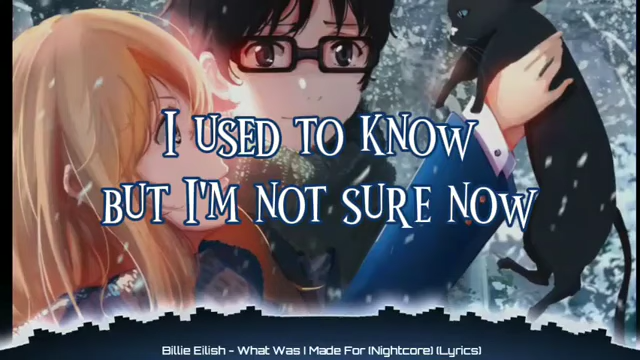 I USED TO KNOW
BUT I'M NOT SURE NOW
Billie Eilish - What Was I Made For (Nightcore) (Lyrics)